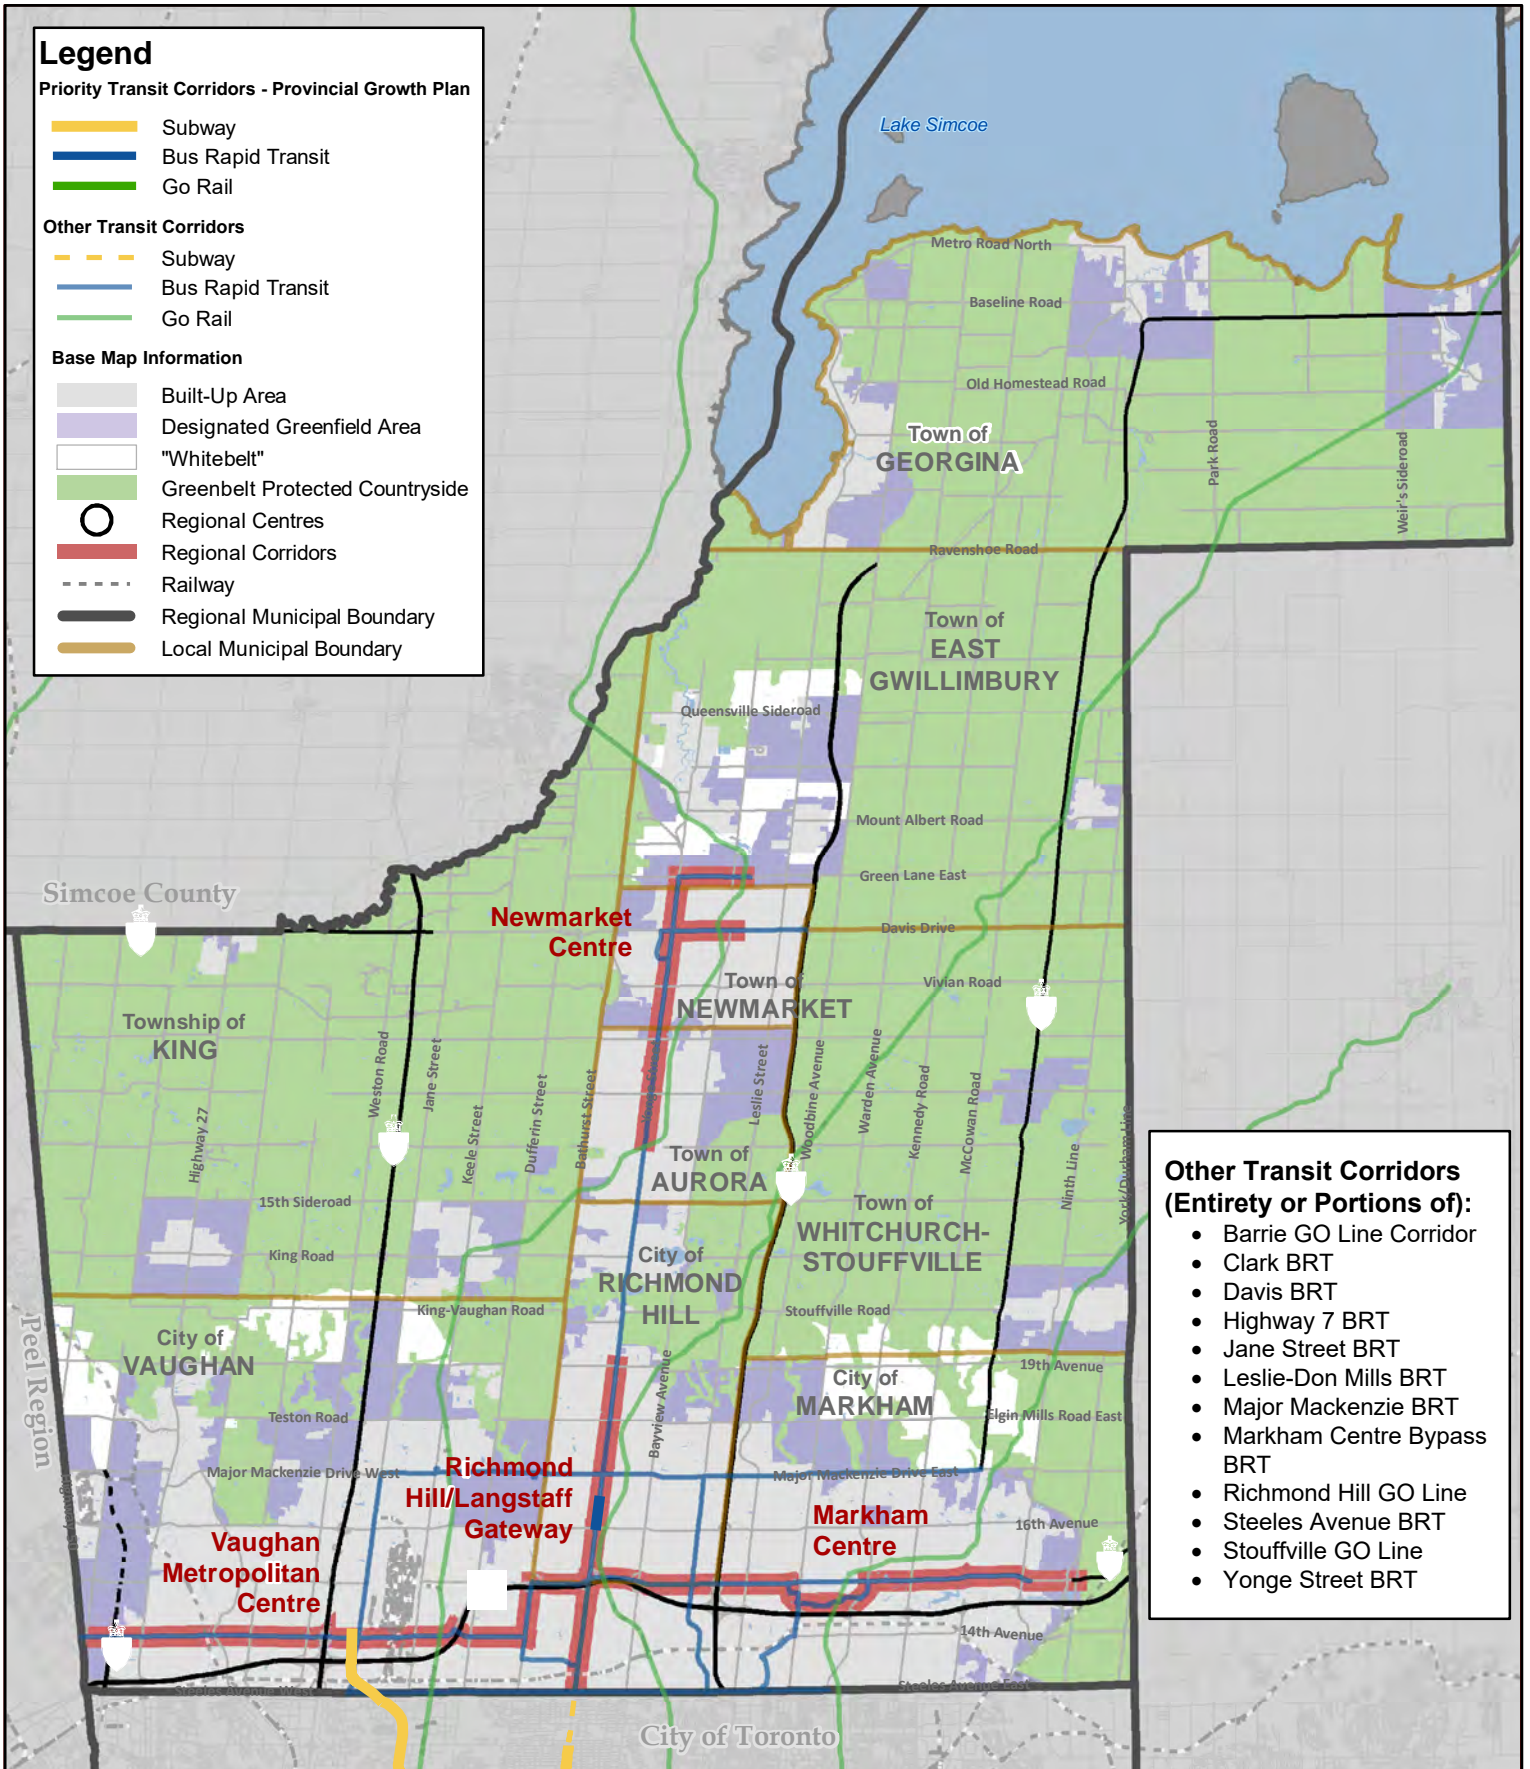 Legend
Priority Transit Corridors - Provincial Growth Plan
Subway
Bus Rapid Transit
Go Rail
Other Transit Corridors
Subway
Bus Rapid Transit
Go Rail
Base Map Information
Built-Up Area
Designated Greenfield Area
"Whitebelt"
Greenbelt Protected Countryside
Regional Centres
Regional Corridors
Railway
Regional Municipal Boundary
Local Municipal Boundary
Lake Simcoe
Metro Road North
Baseline Road
Old Homestead Road
Town of
GEORGINA
Park Road
Weir's Sideroad
Ravenshoe Road
Town of
EAST
GWILLIMBURY
Queensville Sideroad
Mount Albert Road
Green Lane East
Simcoe County
Newmarket
Centre
Davis Drive
Town of
NEWMARKET
Vivian Road
Township of
KING
Highway 27
Weston Road
Jane Street
Keele Street
Dufferin Street
Bathurst Street
Yonge Street
Leslie Street
Woodbine Avenue
Warden Avenue
Kennedy Road
McCowan Road
Ninth Line
York/Durham Line
15th Sideroad
King Road
Town of
AURORA
Town of
WHITCHURCH-
STOUFFVILLE
City of
RICHMOND
HILL
King-Vaughan Road
Stouffville Road
Peel Region
City of
VAUGHAN
Bayview Avenue
19th Avenue
City of
MARKHAM
Teston Road
Elgin Mills Road East
Major Mackenzie Drive West
Major Mackenzie Drive East
Richmond
Hill/Langstaff
Gateway
Markham
Centre
16th Avenue
Vaughan
Metropolitan
Centre
14th Avenue
Steeles Avenue West
Steeles Avenue East
City of Toronto
Other Transit Corridors
(Entirety or Portions of):
• Barrie GO Line Corridor
• Clark BRT
• Davis BRT
• Highway 7 BRT
• Jane Street BRT
• Leslie-Don Mills BRT
• Major Mackenzie BRT
• Markham Centre Bypass
BRT
• Richmond Hill GO Line
• Steeles Avenue BRT
• Stouffville GO Line
• Yonge Street BRT